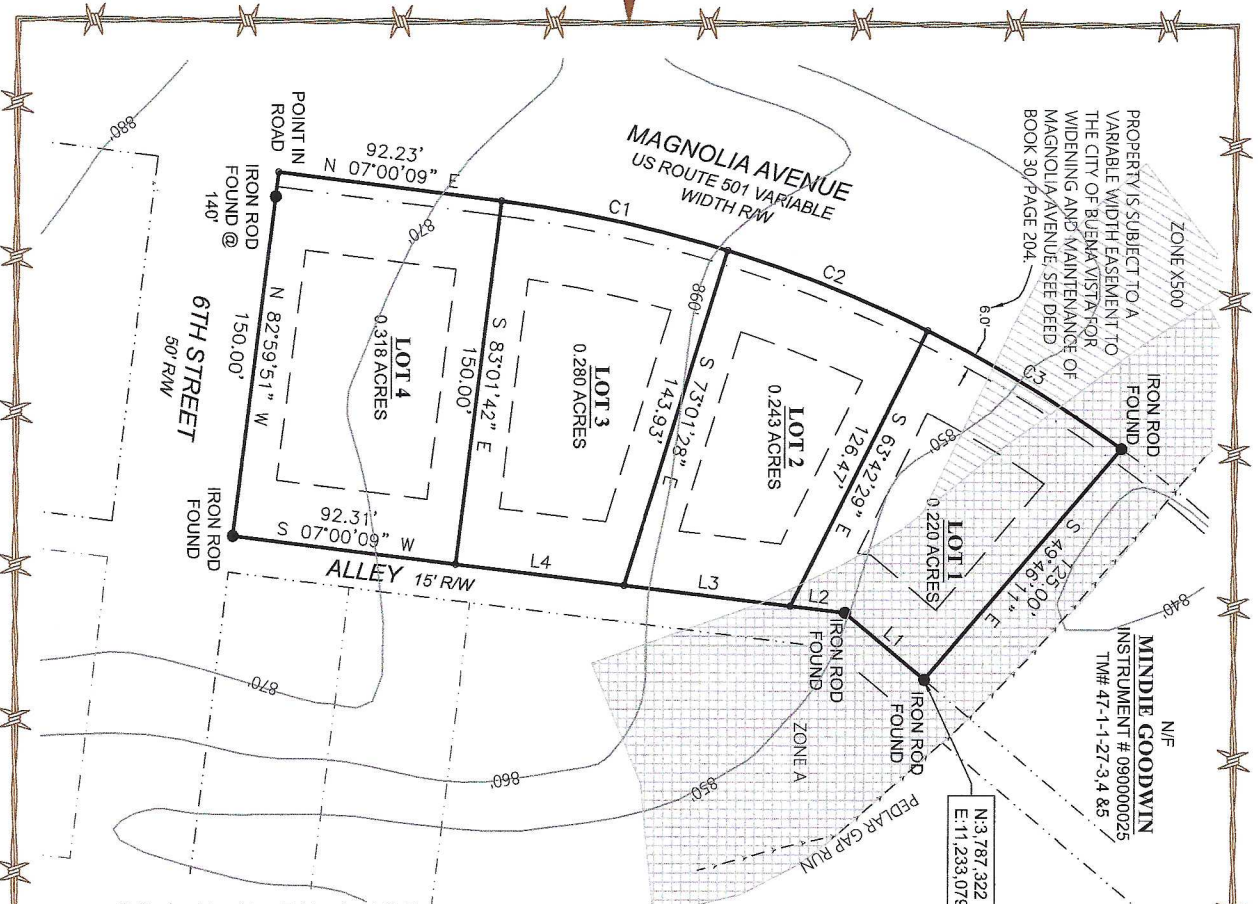 PROPERTY IS SUBJECT TO A
VARIABLE WIDTH EASEMENT TO
THE CITY OF BUENA VISTA FOR
WIDENING AND MAINTENANCE OF
MAGNOLIA AVENUE, SEE DEED
BOOK 30, PAGE 204.
ZONE X500
MAGNOLIA AVENUE
US ROUTE 501 VARIABLE
WIDTH R/W
6.0'
C1
C2
C3
POINT IN
ROAD
92.23'
N 07°00'09" E
IRON ROD
FOUND @
140'
880'
870'
860'
850'
840'
IRON ROD
FOUND
LOT 4
0.318 ACRES
LOT 3
0.280 ACRES
LOT 2
0.243 ACRES
LOT 1
0.220 ACRES
N 82°59'51" W
150.00'
S 83°01'42" E
150.00'
S 73°01'28" E
143.93'
S 63°42'29" E
126.47'
S 49°46'11" E
125.00'
6TH STREET
50' R/W
IRON ROD
FOUND
92.31'
S 07°00'09" W
ALLEY 15' R/W
L4
L3
L2
L1
IRON ROD
FOUND
IRON ROD
FOUND
N/F
MINDIE GOODWIN
INSTRUMENT # 090000025
TM# 47-1-1-27-3,4 &5
N:3,787,322
E:11,233,079
ZONE A
PEDLAR GAP RUN
870'
860'
850'